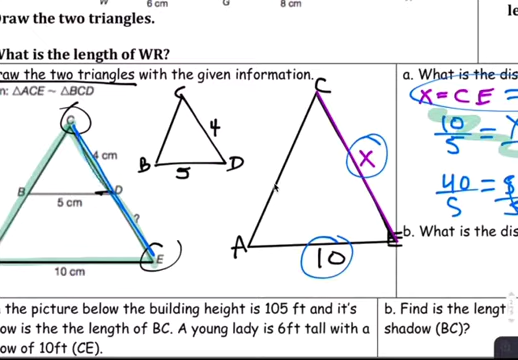 6 cm
8 cm
le
raw the two triangles.
What is the length of WR?
raw the two triangles with the given information.
n: △ACE ~ △BCD
C
4 cm
B
D
5 cm
?
E
10 cm
C
4
B
5
D
C
X
A
10
E
a. What is the dis
X = CE =
10/5 =
40/5 =
b. What is the dis
the picture below the building height is 105 ft and it's
ow is the the length of BC. A young lady is 6ft tall with a
ow of 10ft (CE).
b. Find is the lengt
shadow (BC)?